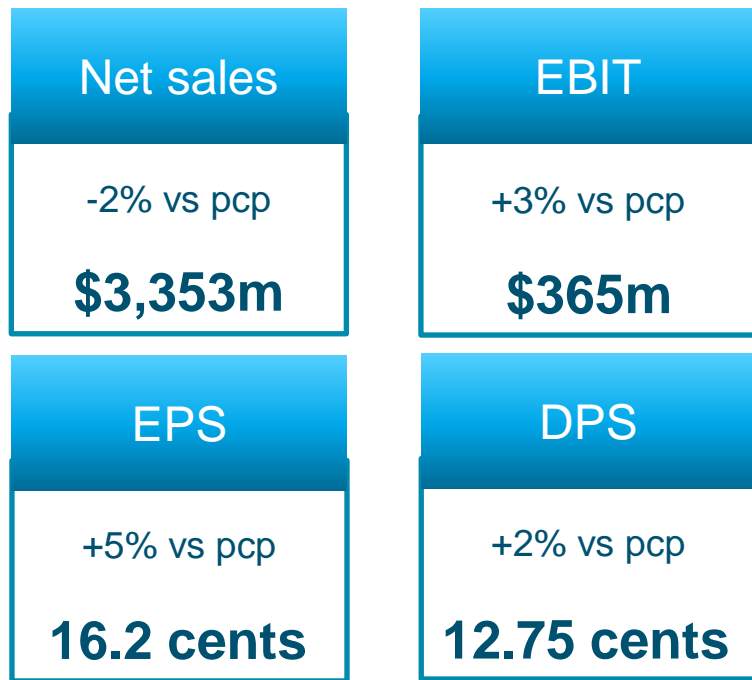 Net sales
-2% vs pcp
$3,353m
EBIT
+3% vs pcp
$365m
EPS
+5% vs pcp
16.2 cents
DPS
+2% vs pcp
12.75 cents